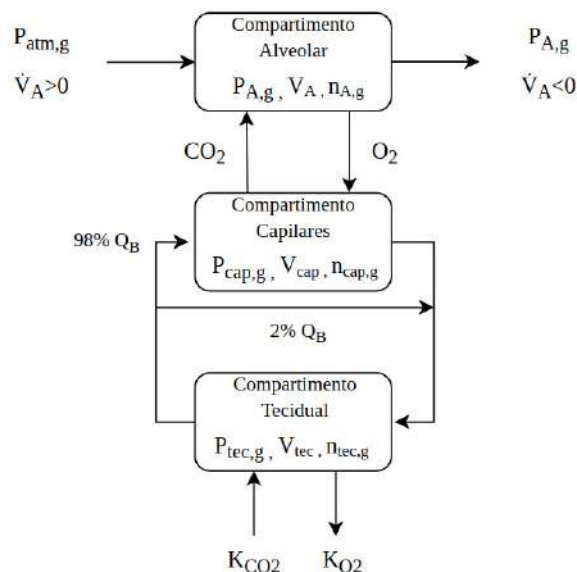 P_atm,g
V̇_A>0
Compartimento
Alveolar
P_A,g , V_A , n_A,g
P_A,g
V̇_A<0
CO₂
O₂
98% Q_B
Compartimento
Capilares
P_cap,g , V_cap , n_cap,g
2% Q_B
Compartimento
Tecidual
P_tec,g , V_tec , n_tec,g
K_CO2
K_O2